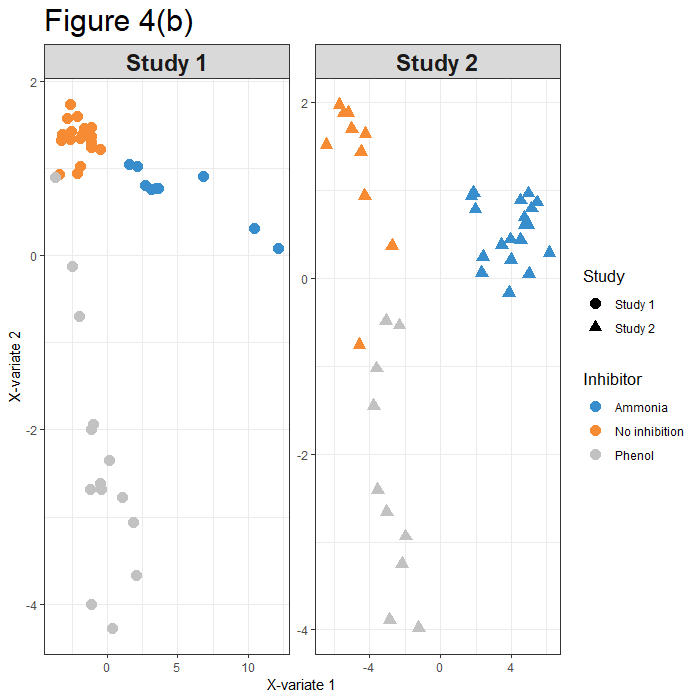 Figure 4(b)
Study 1
Study 2
2
0
-2
-4
2
0
-2
-4
0
5
10
-4
0
4
X-variate 1
X-variate 2
Study
Study 1
Study 2
Inhibitor
Ammonia
No inhibition
Phenol